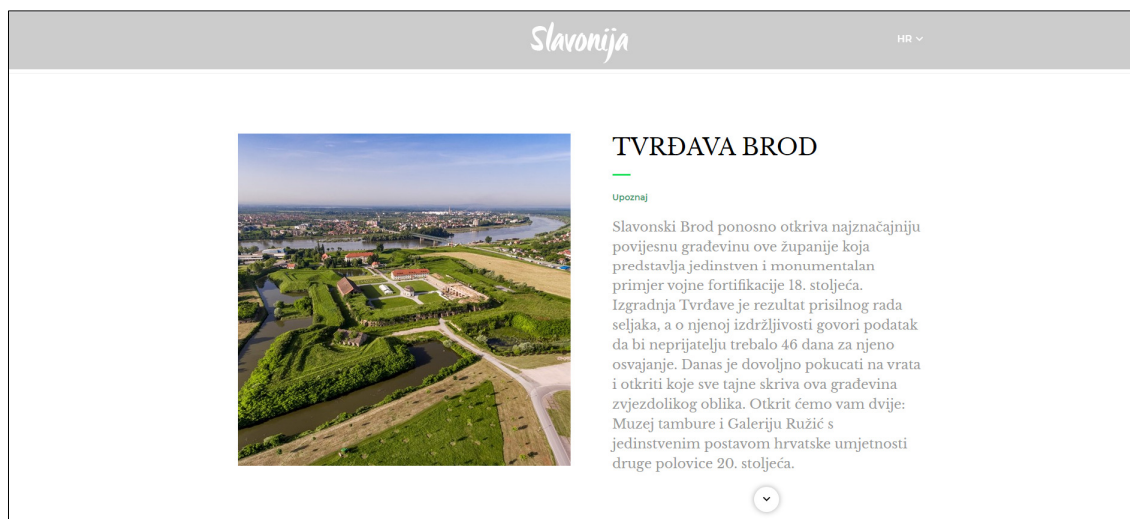 Slavonija
HR
TVRĐAVA BROD
Upoznaj
Slavonski Brod ponosno otkriva najznačajniju
povijesnu građevinu ove županije koja
predstavlja jedinstven i monumentalan
primjer vojne fortifikacije 18. stoljeća.
Izgradnja Tvrđave je rezultat prisilnog rada
seljaka, a o njenoj izdržljivosti govori podatak
da bi neprijatelju trebalo 46 dana za njeno
osvajanje. Danas je dovoljno pokucati na vrata
i otkriti koje sve tajne skriva ova građevina
zvjezdolikog oblika. Otkrit ćemo vam dvije:
Muzej tambure i Galeriju Ružić s
jedinstvenim postavom hrvatske umjetnosti
druge polovice 20. stoljeća.